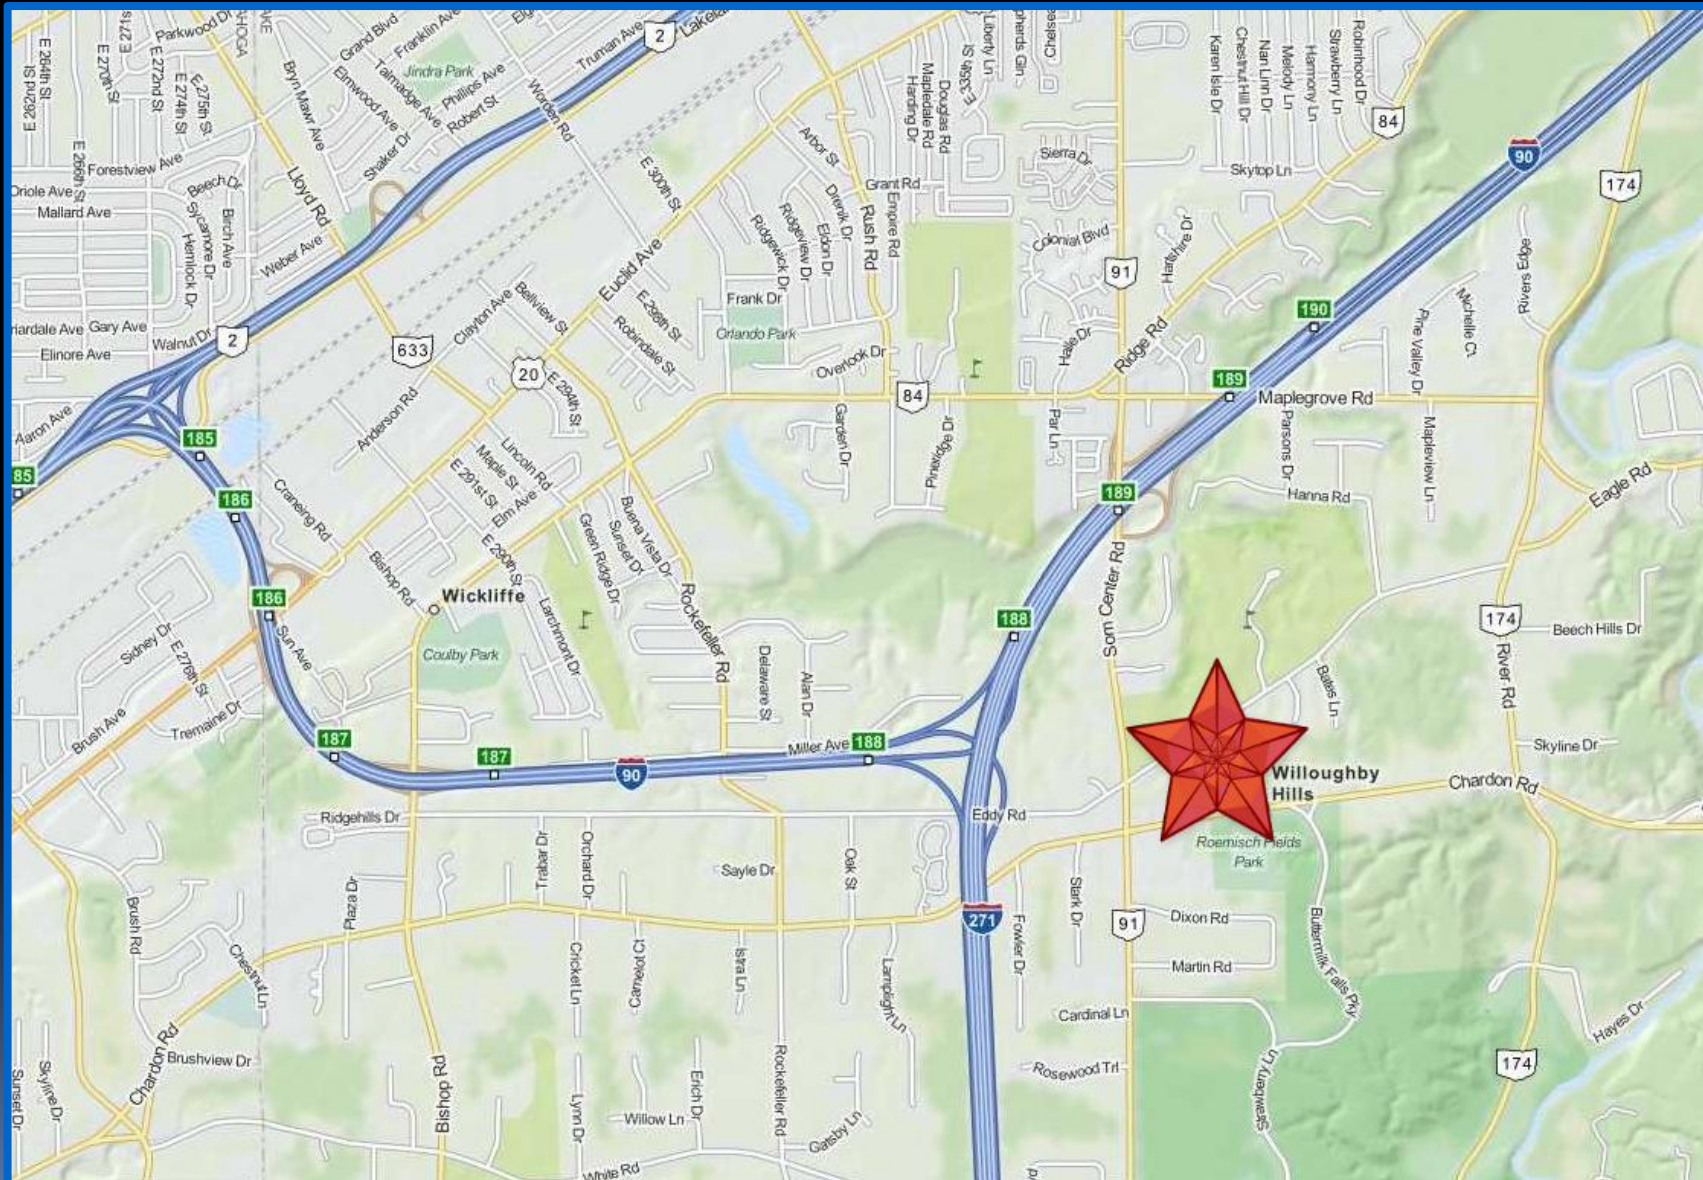 E 262nd St
E 264th St
E 266th St
E 270th St
E 271s
E 272nd St
E 274th St
E 275th St
Parkwood Dr
AHOGA
AKE
Grand Blvd
Franklin Ave
Elg
Jindra Park
Bryn Mawr Ave
Elmwood Ave
Talmadge Ave
Phillips Ave
Robert St
Shaker Dr
Worden Rd
Truman Ave
2
Lakela
Forestview Ave
Oriole Ave
Mallard Ave
Beech Dr
Sycamore Dr
Hemlock Dr
Birch Ave
Weber Ave
Lloyd Rd
riardale Ave
Gary Ave
Elinore Ave
Walnut Dr
2
Aaron Ave
633
Clayton Ave
Bellview St
Anderson Rd
20
E 294th St
Euclid Ave
E 300th St
E 298th St
Robindale St
Arbor St
Drenik Dr
Eldon Dr
Ridgeview Dr
Ridgewick Dr
Rush Rd
Empire Rd
Grant Rd
Harding Dr
Mapledale Rd
Douglas Rd
E 355th St
Liberty Ln
pherds Gln
Chelsea
Frank Dr
Orlando Park
Overlook Dr
84
Garden Dr
Pineridge Dr
Sierra Dr
Colonial Blvd
91
Hartshire Dr
Ridge Rd
Hale Dr
Par Ln
Karen Isle Dr
Chestnut Hill Dr
Nan Linn Dr
Melody Ln
Harmony Ln
Strawberry Ln
Robinhood Dr
Skytop Ln
84
90
174
190
189
Maplegrove Rd
Pine Valley Dr
Michelle Ct
Rivers Edge
Parsons Dr
Mapleview Ln
Hanna Rd
Eagle Rd
85
185
186
186
187
187
188
188
189
Craneing Rd
Bishop Rd
Wickliffe
Coulby Park
Lincoln Rd
Maple St
E 291st St
Elm Ave
E 290th St
Larchmont Dr
Green Ridge Dr
Sunset Dr
Buena Vista Dr
Rockefeller Rd
Delaware St
Alan Dr
Miller Ave
90
Sidney Dr
E 276th St
Sun Ave
Brush Ave
Tremaine Dr
Som Center Rd
174
Beech Hills Dr
River Rd
Bates Ln
Skyline Dr
Chardon Rd
Willoughby
Hills
Roemisch Fields
Park
Eddy Rd
Ridgehills Dr
Trabar Dr
Orchard Dr
Sayle Dr
Oak St
Plaza Dr
Brush Rd
Chestnut Ln
271
Fowler Dr
Stark Dr
91
Dixon Rd
Martin Rd
Cardinal Ln
Rosewood Trl
Buttermilk Falls Pky
Strawberry Ln
Hayes Dr
174
Cricket Ln
Camelot Ct
Istra Ln
Lamplight Ln
Chardon Rd
Brushview Dr
Sunset Dr
Skyline Dr
Bishop Rd
Lynn Dr
Erich Dr
Willow Ln
Rockefeller Rd
Gatsby Ln
White Rd